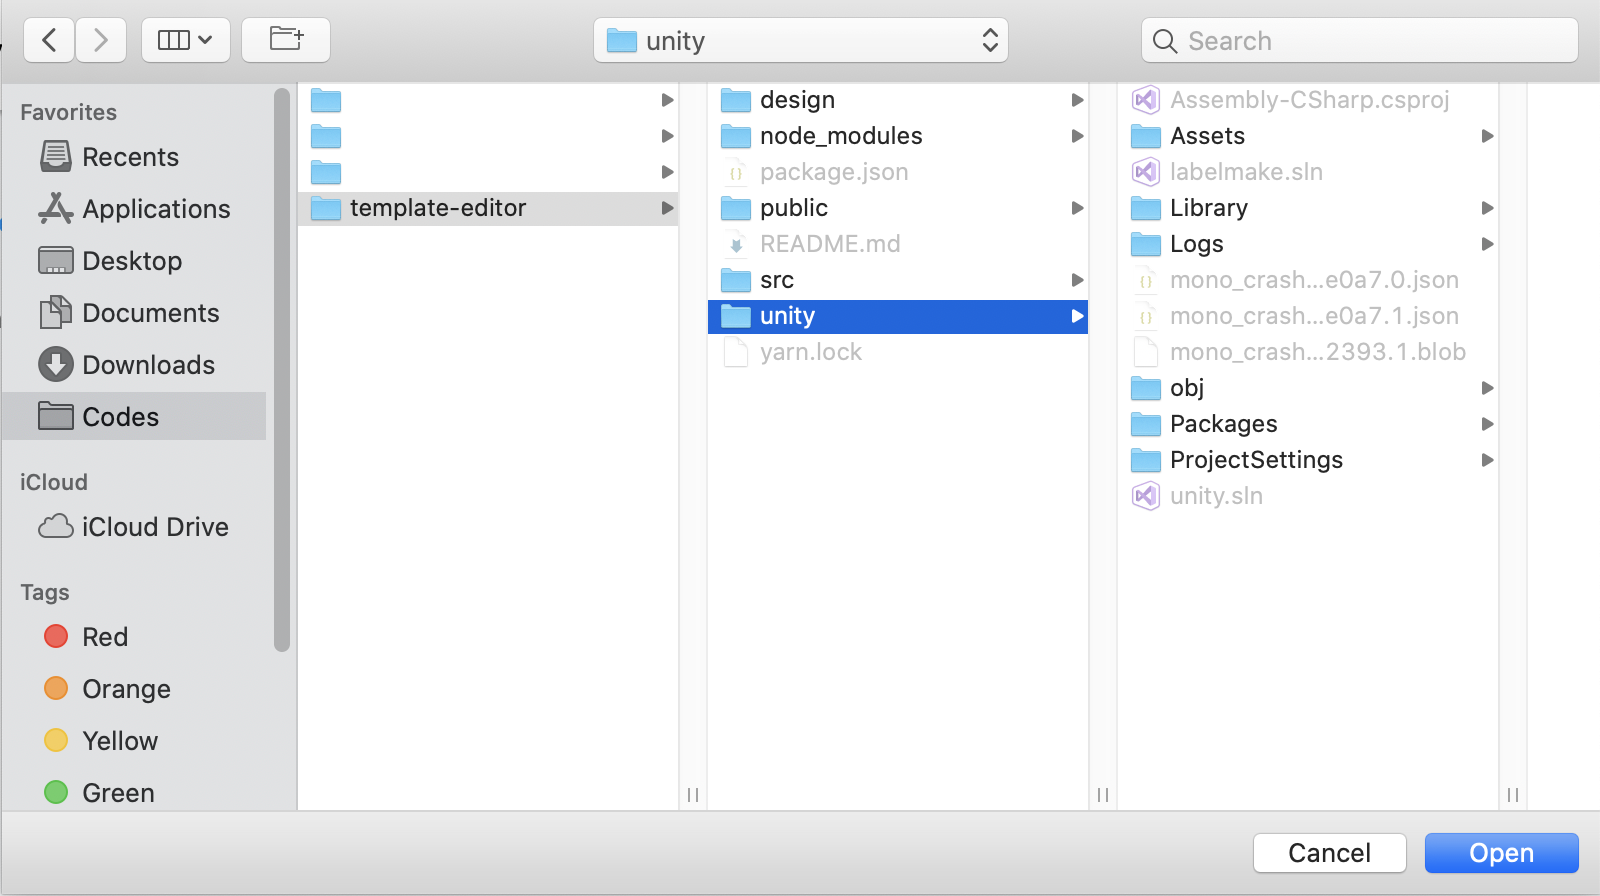 unity
Search
Favorites
Recents
Applications
Desktop
Documents
Downloads
Codes
iCloud
iCloud Drive
Tags
Red
Orange
Yellow
Green
template-editor
design
node_modules
package.json
public
README.md
src
unity
yarn.lock
Assembly-CSharp.csproj
Assets
labelmake.sln
Library
Logs
mono_crash...e0a7.0.json
mono_crash...e0a7.1.json
mono_crash...2393.1.blob
obj
Packages
ProjectSettings
unity.sln
Cancel
Open